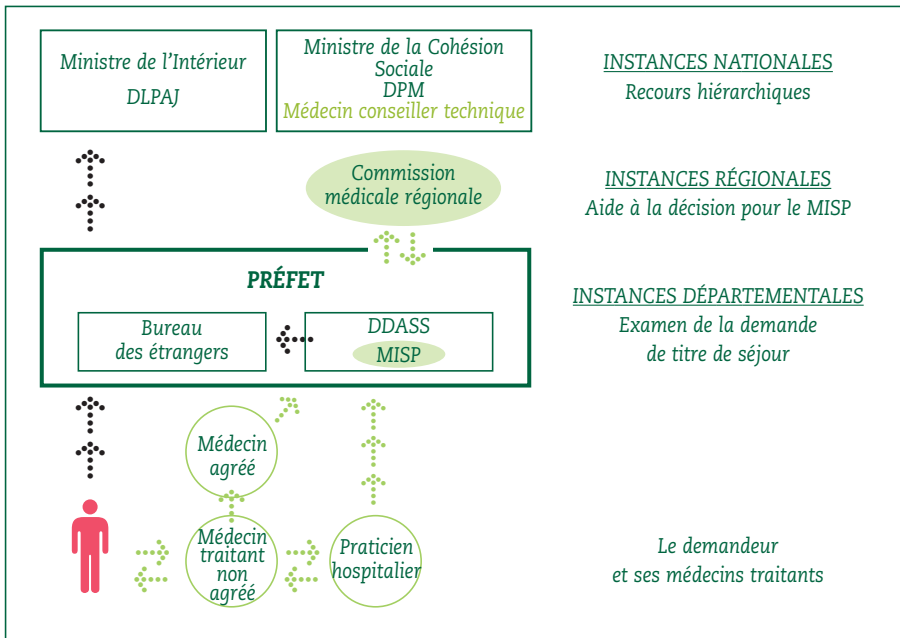 Ministre de l'Intérieur
DLPAJ
Ministre de la Cohésion
Sociale
DPM
Médecin conseiller technique
INSTANCES NATIONALES
Recours hiérarchiques
Commission
médicale régionale
INSTANCES RÉGIONALES
Aide à la décision pour le MISP
PRÉFET
Bureau
des étrangers
DDASS
MISP
INSTANCES DÉPARTEMENTALES
Examen de la demande
de titre de séjour
Médecin
agréé
Médecin
traitant
non
agréé
Praticien
hospitalier
Le demandeur
et ses médecins traitants